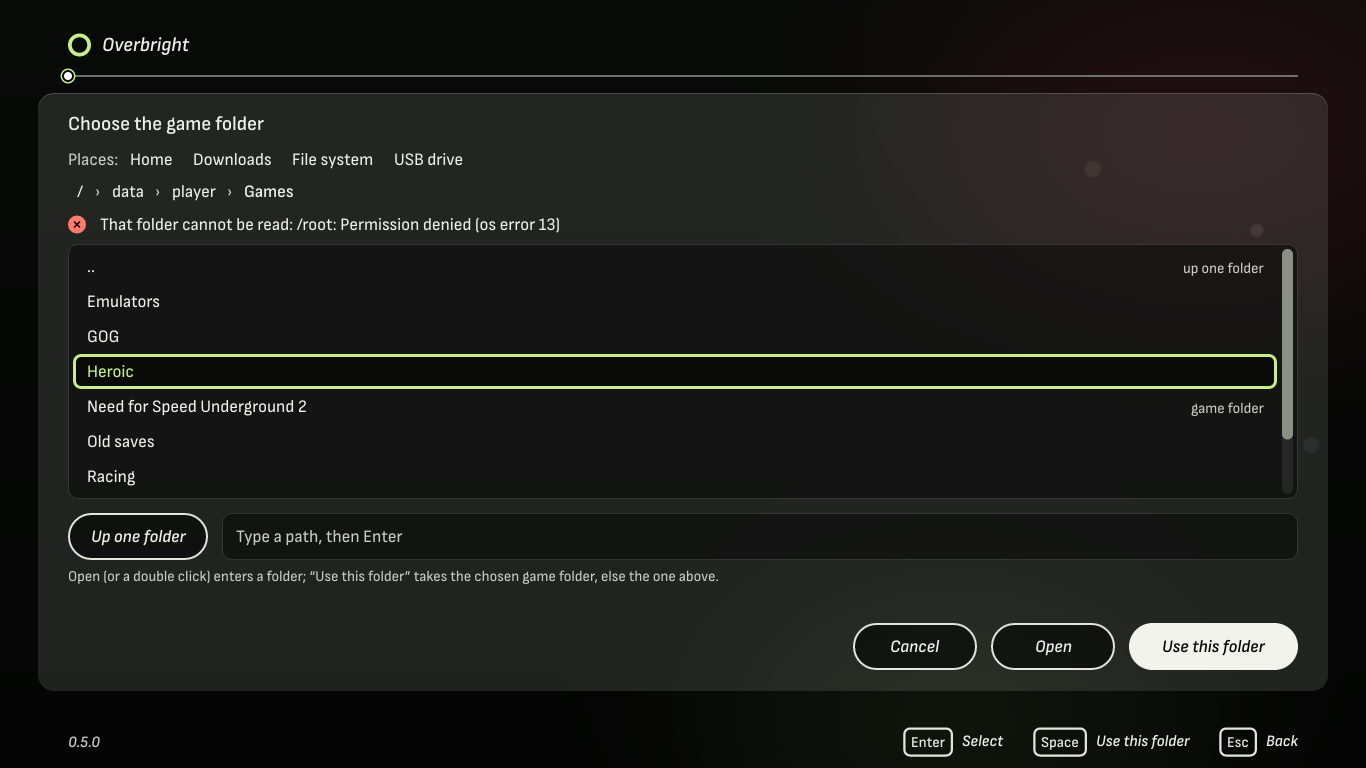 Overbright
Choose the game folder
Places: Home Downloads File system USB drive
/ › data › player › Games
That folder cannot be read: /root: Permission denied (os error 13)
.. up one folder
Emulators
GOG
Heroic
Need for Speed Underground 2 game folder
Old saves
Racing
Up one folder Type a path, then Enter
Open (or a double click) enters a folder; “Use this folder” takes the chosen game folder, else the one above.
Cancel Open Use this folder
0.5.0 Enter Select Space Use this folder Esc Back